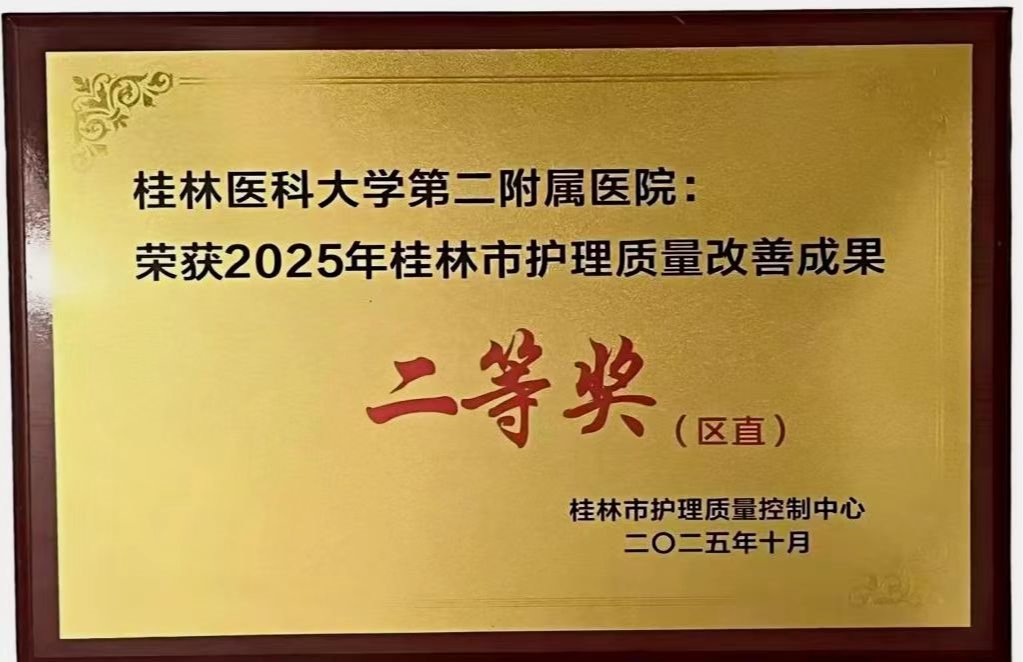 桂林医科大学第二附属医院：
荣获2025年桂林市护理质量改善成果
二等奖（区直）
桂林市护理质量控制中心
二〇二五年十月